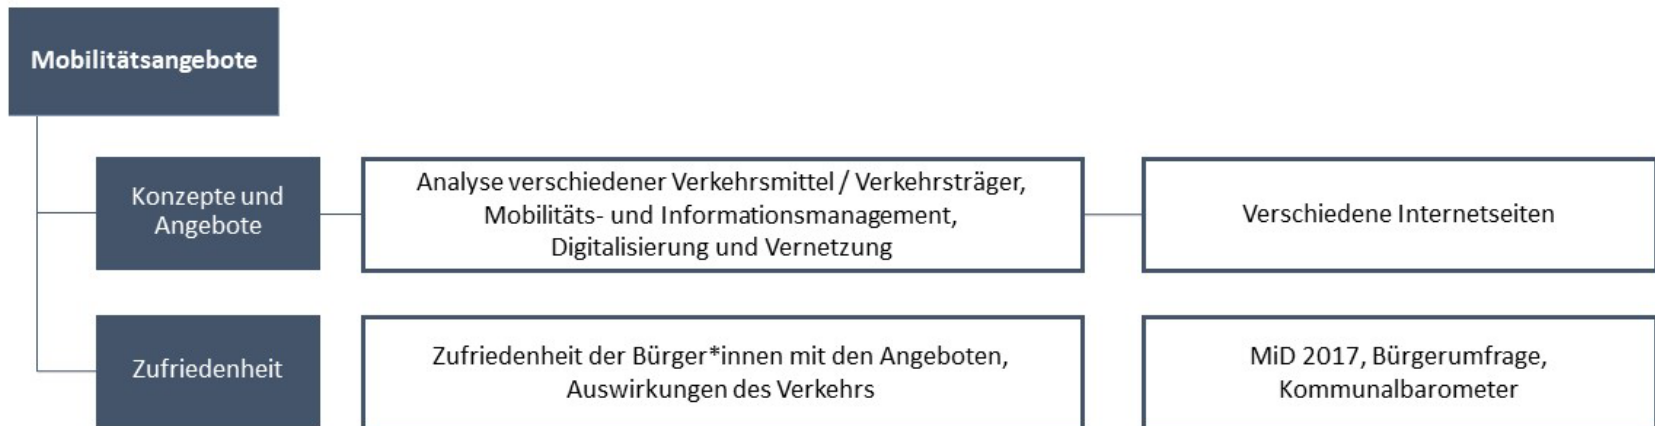 Mobilitätsangebote
Konzepte und
Angebote
Analyse verschiedener Verkehrsmittel / Verkehrsträger,
Mobilitäts- und Informationsmanagement,
Digitalisierung und Vernetzung
Verschiedene Internetseiten
Zufriedenheit
Zufriedenheit der Bürger*innen mit den Angeboten,
Auswirkungen des Verkehrs
MiD 2017, Bürgerumfrage,
Kommunalbarometer